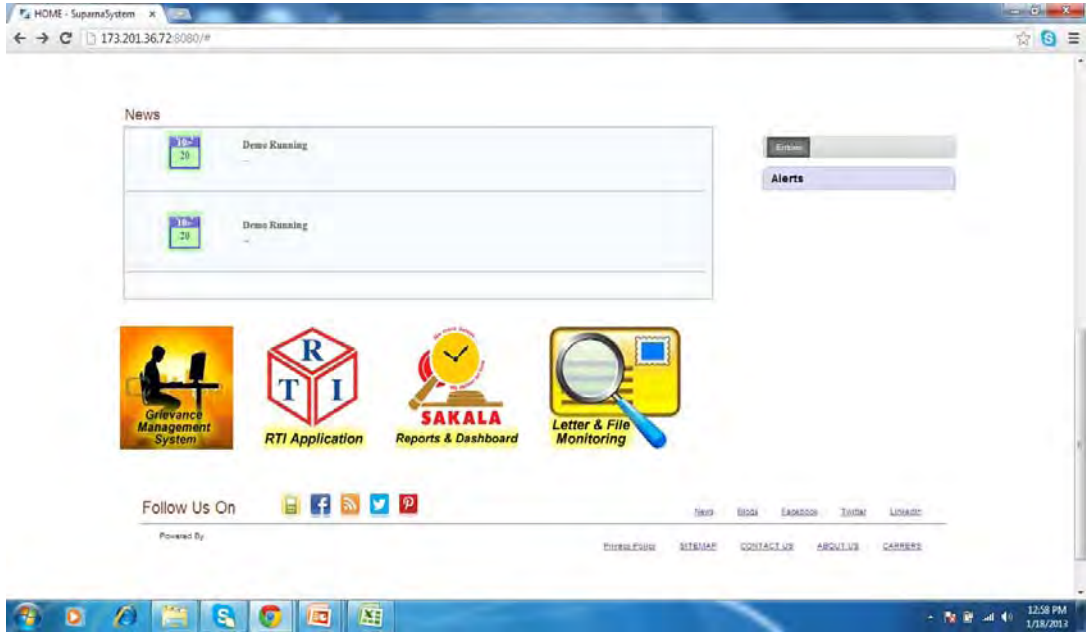 HOME - SuparnaSystem
173.201.36.72:8080/#
News
20
Demo Running
...
20
Demo Running
...
Entries
Alerts
Grievance
Management
System
R
T I
RTI Application
SAKALA
Reports & Dashboard
Letter & File
Monitoring
Follow Us On
News Blogs Facebook Twitter Linkedin
Powered By
Privacy Policy SITEMAP CONTACT US ABOUT US CARRERS
12:58 PM
1/18/2013